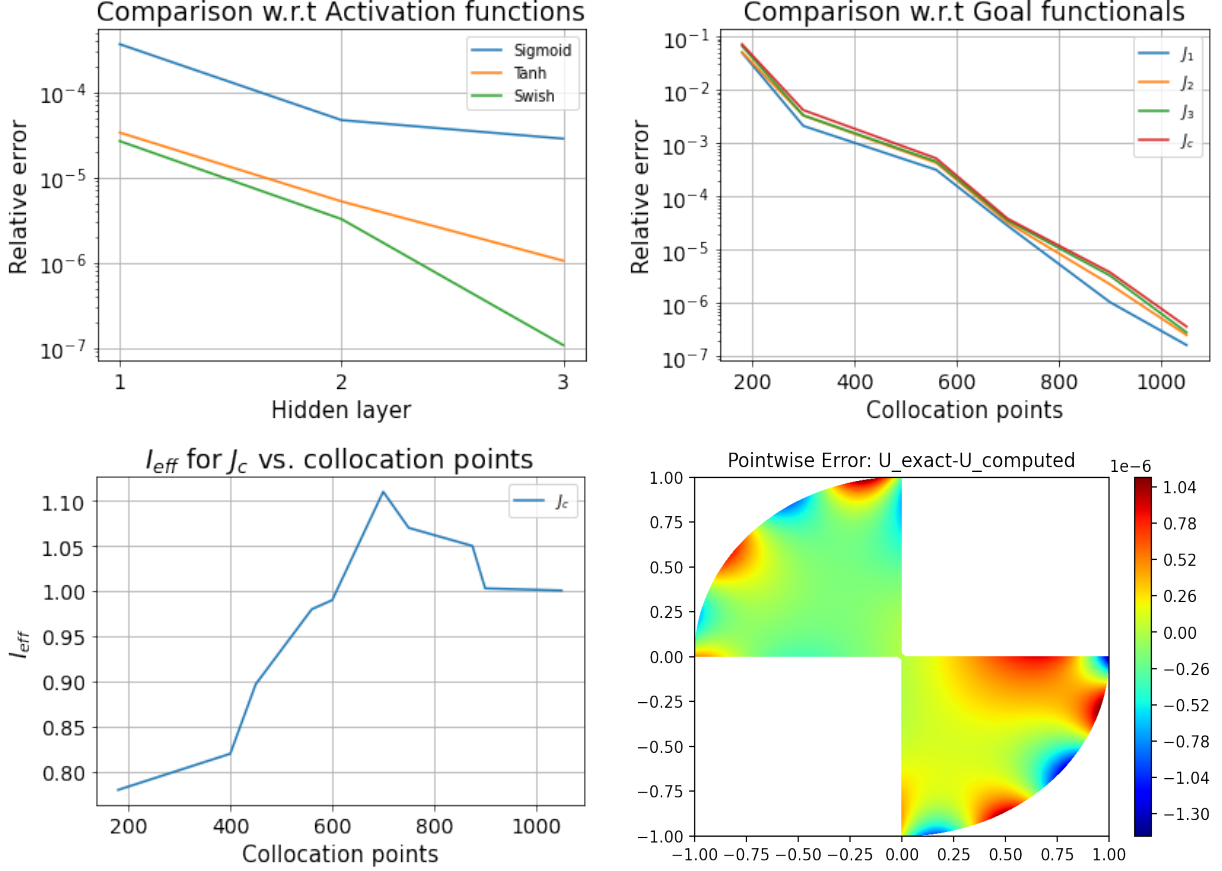 Comparison w.r.t Activation functions
Relative error
10⁻⁴
10⁻⁵
10⁻⁶
10⁻⁷
Sigmoid
Tanh
Swish
1 2 3
Hidden layer
Comparison w.r.t Goal functionals
Relative error
10⁻¹
10⁻²
10⁻³
10⁻⁴
10⁻⁵
10⁻⁶
10⁻⁷
J₁
J₂
J₃
J_c
200 400 600 800 1000
Collocation points
I_eff for J_c vs. collocation points
I_eff
1.10
1.05
1.00
0.95
0.90
0.85
0.80
J_c
200 400 600 800 1000
Collocation points
Pointwise Error: U_exact-U_computed
1.00
0.75
0.50
0.25
0.00
−0.25
−0.50
−0.75
−1.00
−1.00 −0.75 −0.50 −0.25 0.00 0.25 0.50 0.75 1.00
1e−6
1.04
0.78
0.52
0.26
0.00
−0.26
−0.52
−0.78
−1.04
−1.30